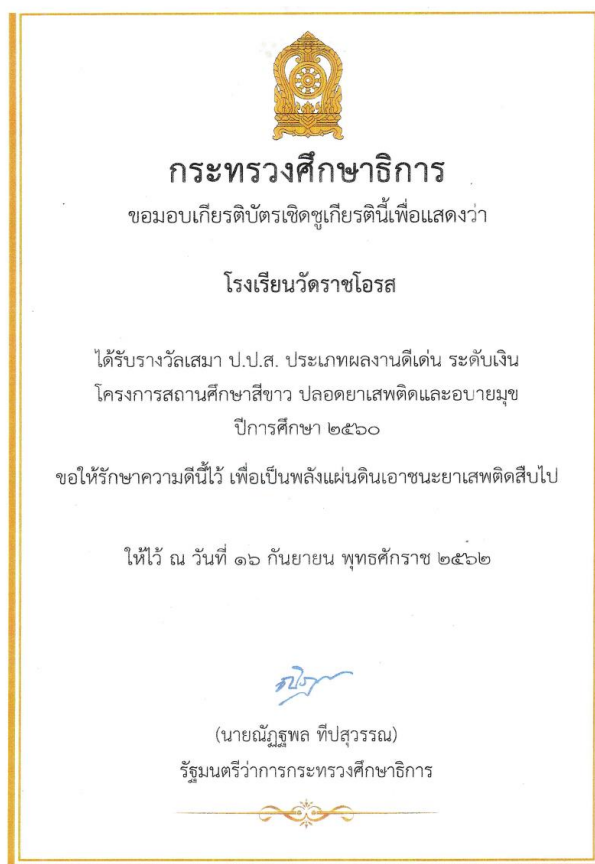 กระทรวงศึกษาธิการ
ขอมอบเกียรติบัตรเชิดชูเกียรตินี้เพื่อแสดงว่า
โรงเรียนวัดราชโอรส
ได้รับรางวัลเสมา ป.ป.ส. ประเภทผลงานดีเด่น ระดับเงิน
โครงการสถานศึกษาสีขาว ปลอดยาเสพติดและอบายมุข
ปีการศึกษา ๒๕๖๐
ขอให้รักษาความดีนี้ไว้ เพื่อเป็นพลังแผ่นดินเอาชนะยาเสพติดสืบไป
ให้ไว้ ณ วันที่ ๑๖ กันยายน พุทธศักราช ๒๕๖๒
(นายณัฏฐพล ทีปสุวรรณ)
รัฐมนตรีว่าการกระทรวงศึกษาธิการ